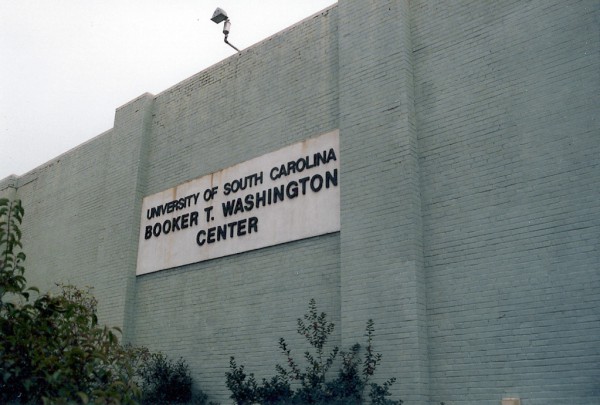 UNIVERSITY OF SOUTH CAROLINA
BOOKER T. WASHINGTON
CENTER